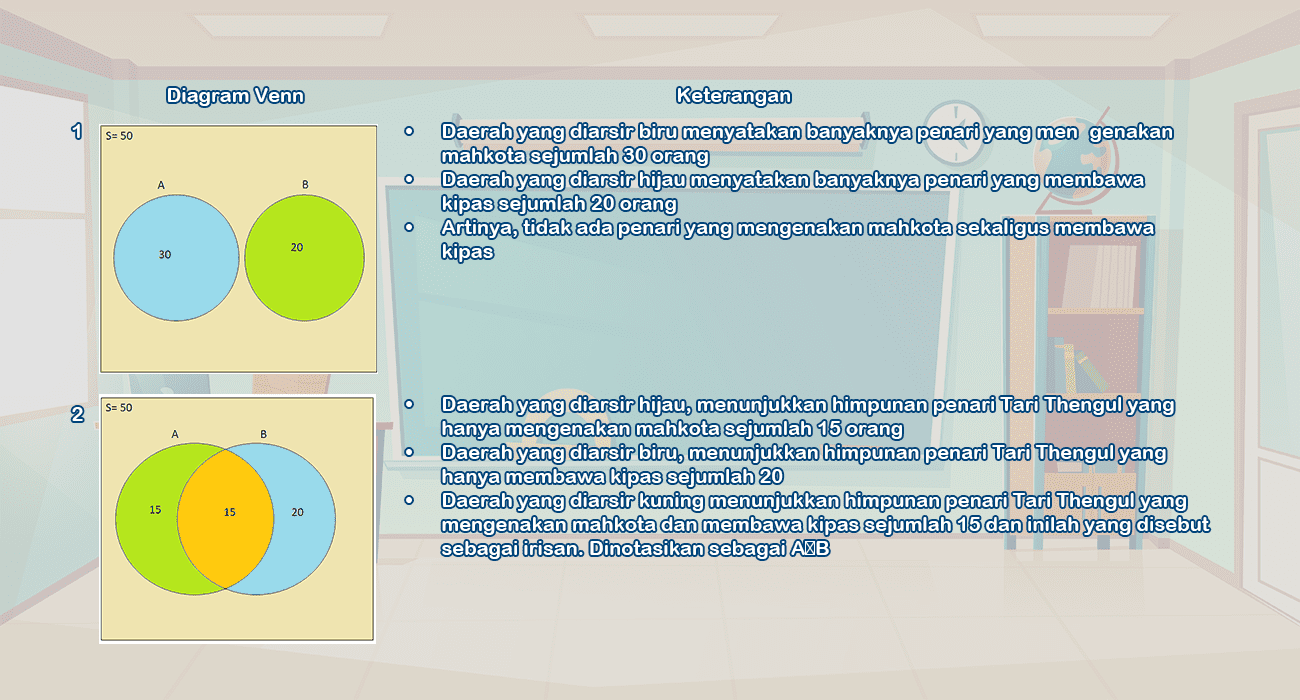 Diagram Venn
Keterangan
1
S= 50
A
B
30
20
• Daerah yang diarsir biru menyatakan banyaknya penari yang men  genakan
mahkota sejumlah 30 orang
• Daerah yang diarsir hijau menyatakan banyaknya penari yang membawa
kipas sejumlah 20 orang
• Artinya, tidak ada penari yang mengenakan mahkota sekaligus membawa
kipas
2
S= 50
A
B
15
15
20
• Daerah yang diarsir hijau, menunjukkan himpunan penari Tari Thengul yang
hanya mengenakan mahkota sejumlah 15 orang
• Daerah yang diarsir biru, menunjukkan himpunan penari Tari Thengul yang
hanya membawa kipas sejumlah 20
• Daerah yang diarsir kuning menunjukkan himpunan penari Tari Thengul yang
mengenakan mahkota dan membawa kipas sejumlah 15 dan inilah yang disebut
sebagai irisan. Dinotasikan sebagai A⍰B